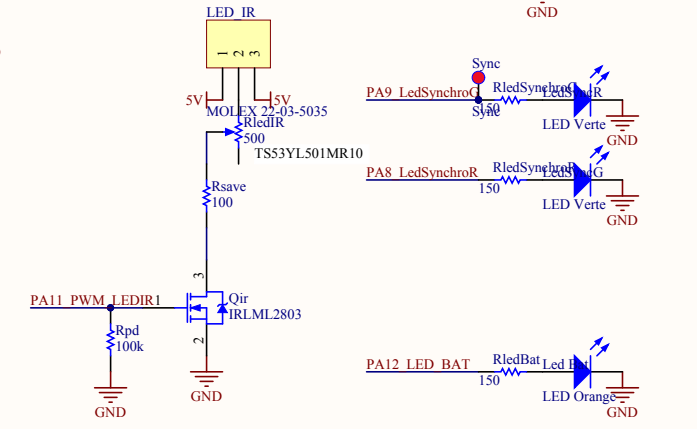 LED_IR
GND
1 2 3
5V 5V
MOLEX 22-03-5035
RledIR
500
TS53YL501MR10
Rsave
100
3
PA11_PWM_LEDIR 1
Qir
IRLML2803
Rpd
100k
2
GND
GND
Sync
PA9_LedSynchroG
RledSynchroG
LedSyncR
150
Sync
LED Verte
GND
PA8_LedSynchroR
RledSynchroR
LedSyncG
150
LED Verte
GND
PA12_LED_BAT
RledBat
Led Bat
150
LED Orange
GND